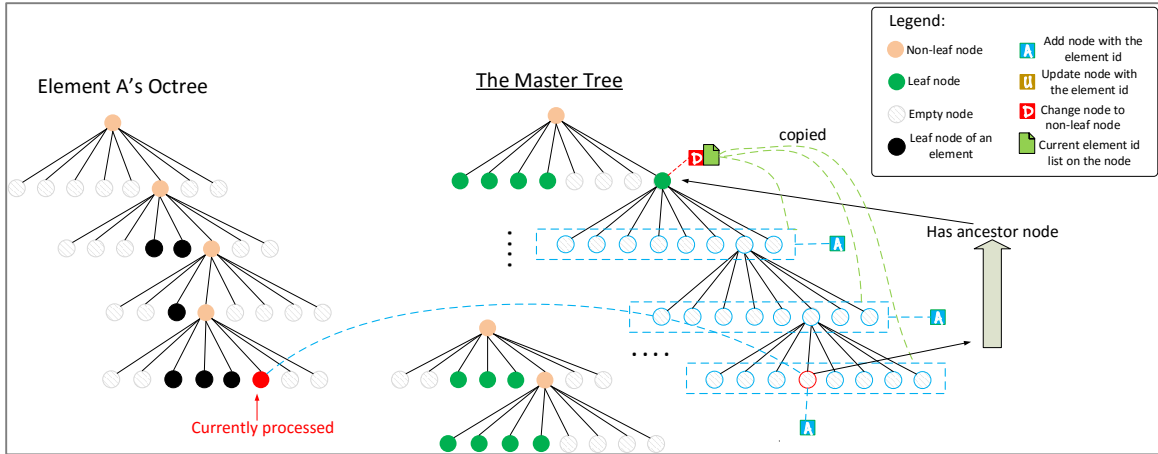 Legend:
Non-leaf node
Leaf node
Empty node
Leaf node of an
element
A
Add node with the
element id
U
Update node with
the element id
D
Change node to
non-leaf node
Current element id
list on the node
Element A's Octree
The Master Tree
copied
D
Has ancestor node
A
A
A
Currently processed